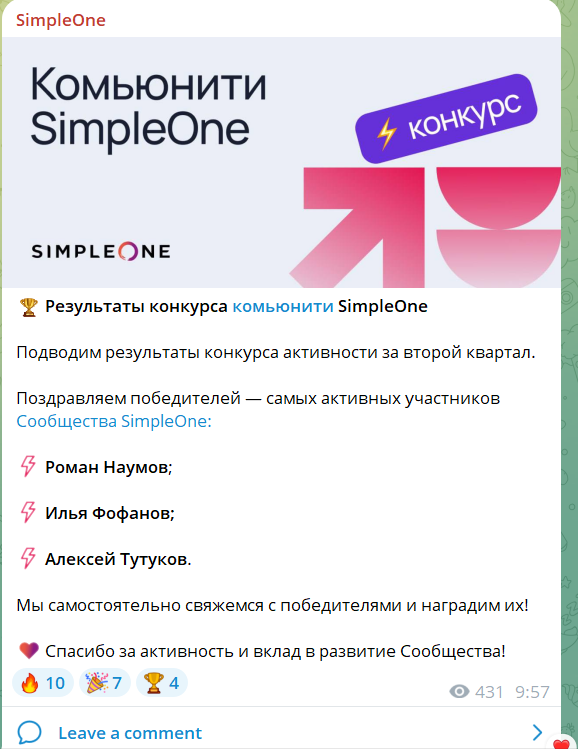 SimpleOne
Комьюнити
SimpleOne
⚡ конкурс
SIMPLEONE
🏆 Результаты конкурса комьюнити SimpleOne
Подводим результаты конкурса активности за второй квартал.
Поздравляем победителей — самых активных участников
Сообщества SimpleOne:
Роман Наумов;
Илья Фофанов;
Алексей Тутуков.
Мы самостоятельно свяжемся с победителями и наградим их!
Спасибо за активность и вклад в развитие Сообщества!
🔥 10 🎉 7 🏆 4
431 9:57
Leave a comment